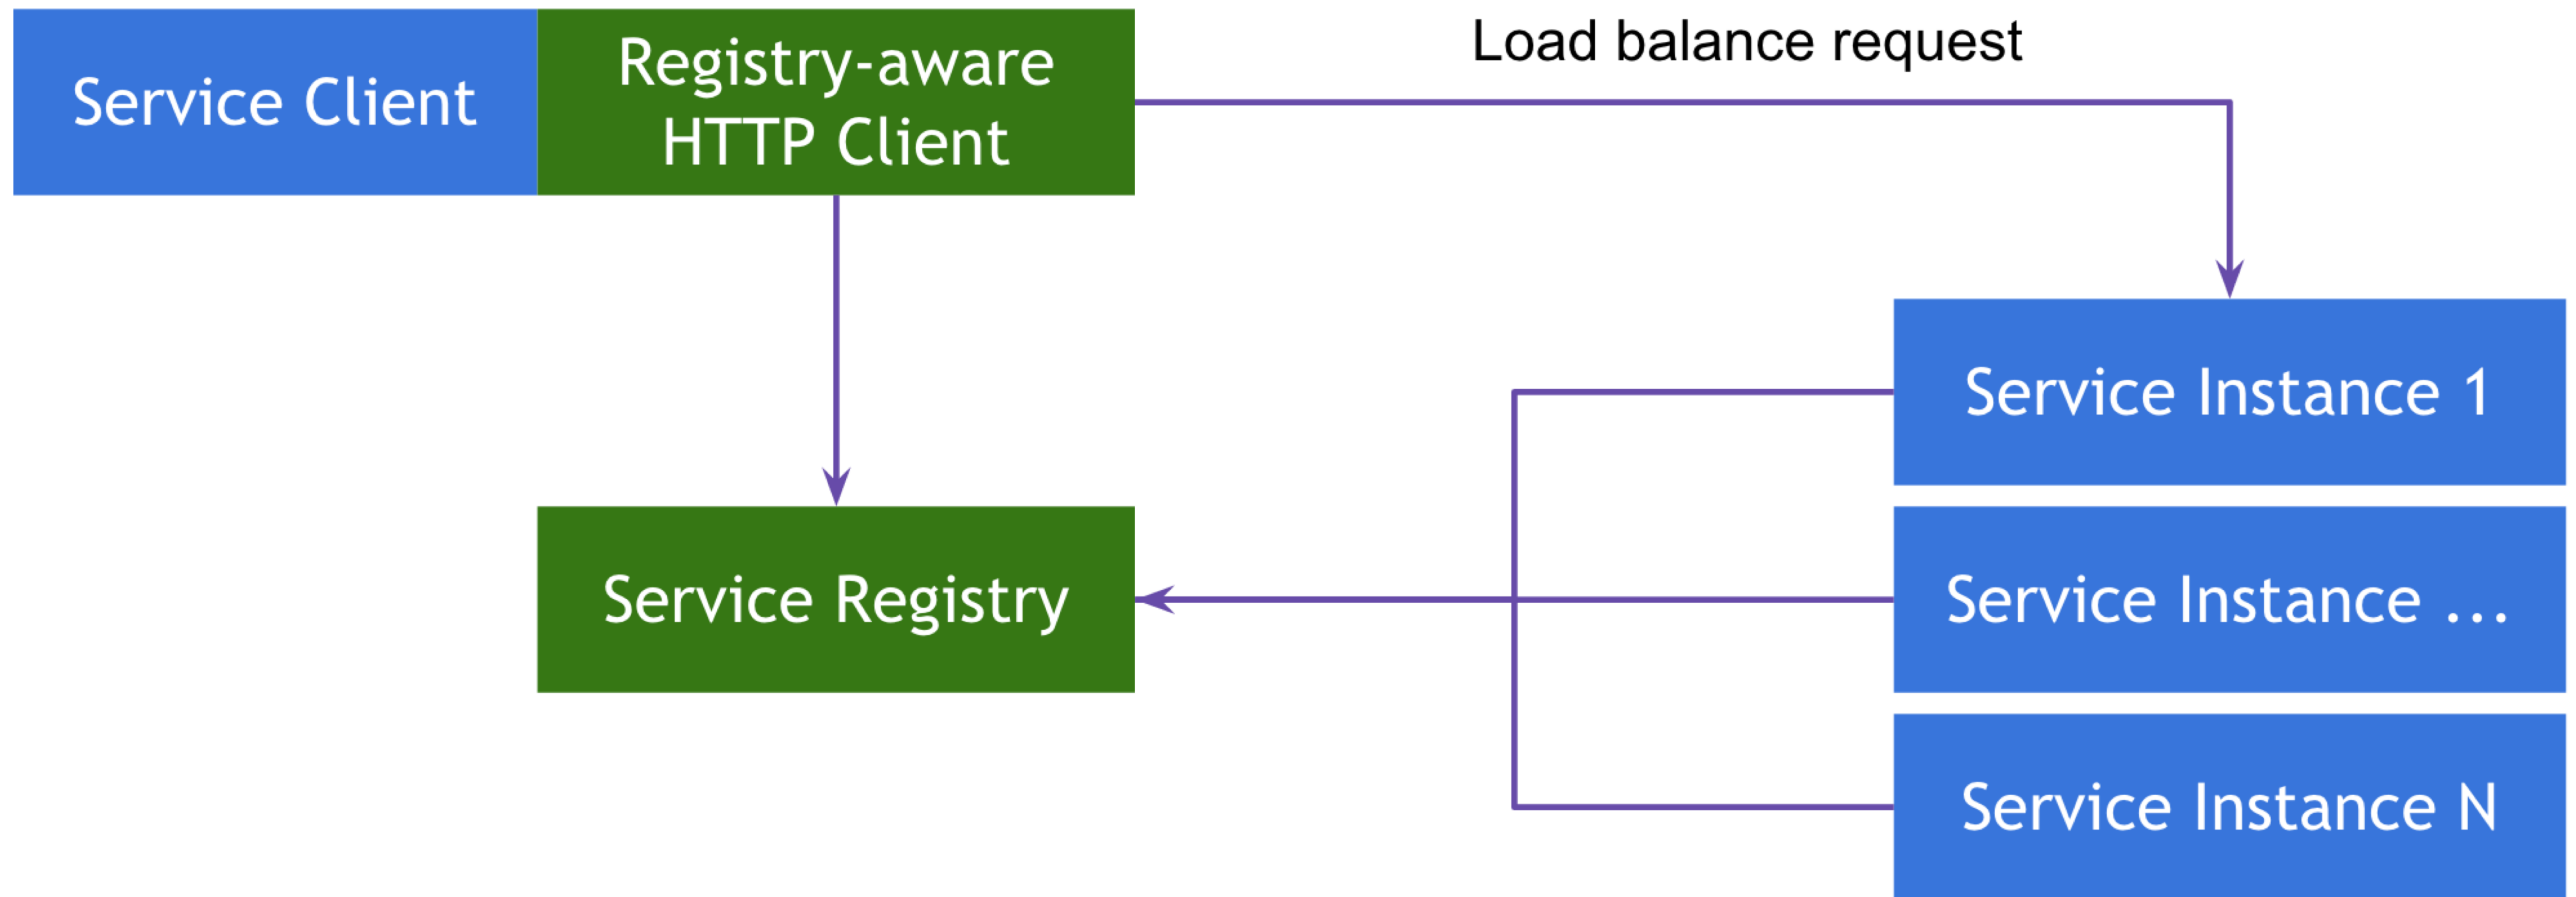 Service Client
Registry-aware
HTTP Client
Load balance request
Service Instance 1
Service Registry
Service Instance ...
Service Instance N